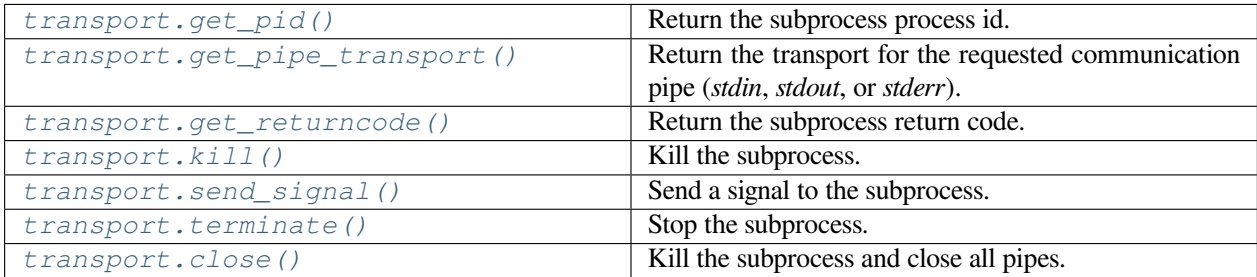 transport.get_pid() Return the subprocess process id.
transport.get_pipe_transport() Return the transport for the requested communication
pipe (stdin, stdout, or stderr).
transport.get_returncode() Return the subprocess return code.
transport.kill() Kill the subprocess.
transport.send_signal() Send a signal to the subprocess.
transport.terminate() Stop the subprocess.
transport.close() Kill the subprocess and close all pipes.